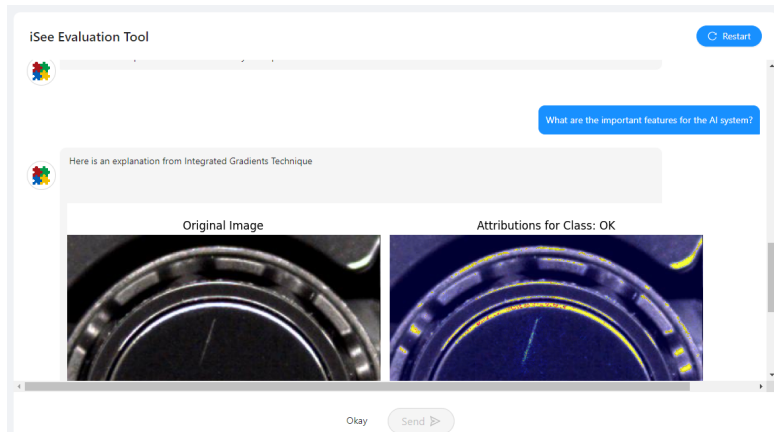 iSee Evaluation Tool
Restart
What are the important features for the AI system?
Here is an explanation from Integrated Gradients Technique
Original Image
Attributions for Class: OK
Okay
Send